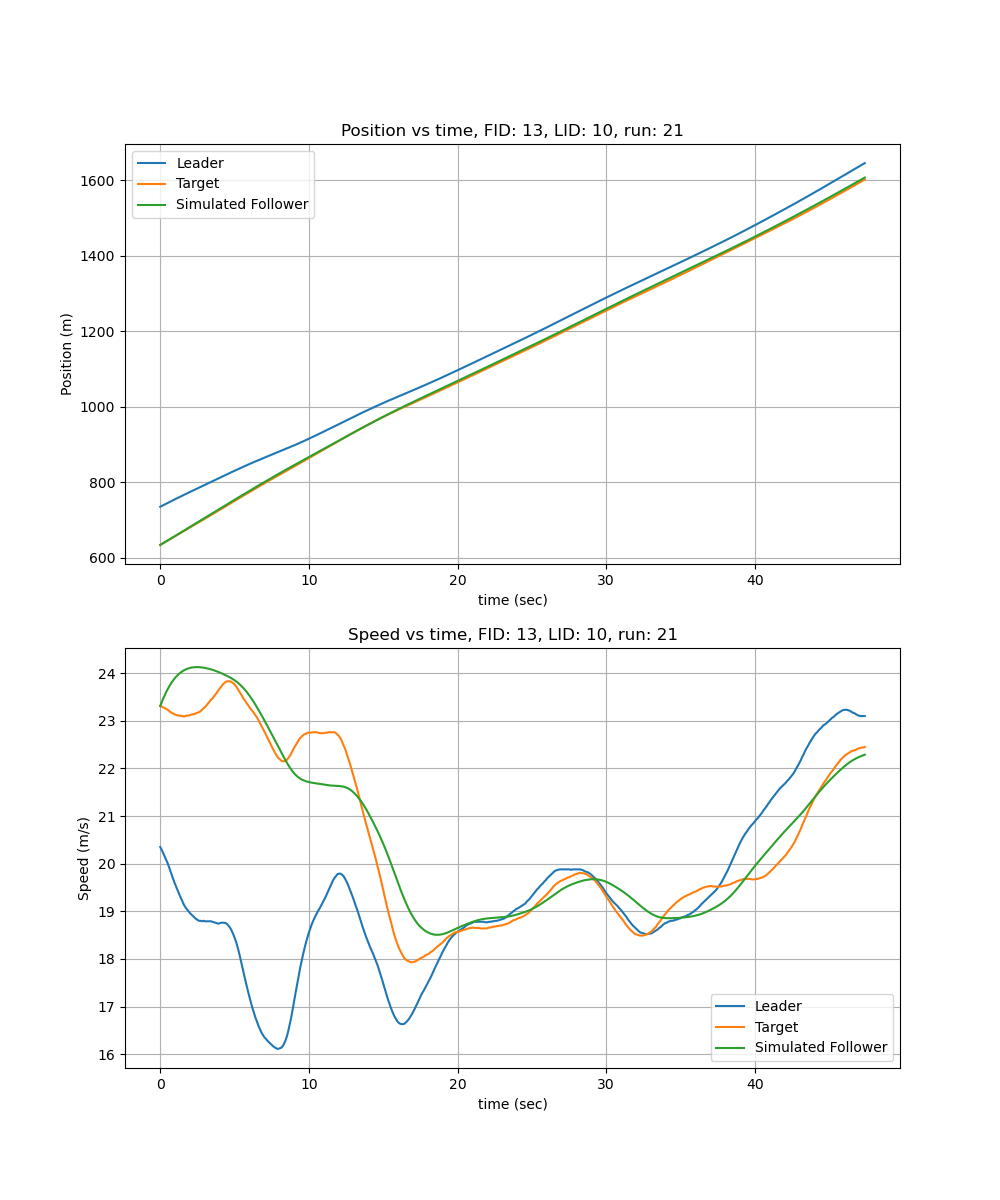 Position vs time, FID: 13, LID: 10, run: 21
Leader
Target
Simulated Follower
1600
1400
1200
1000
800
600
Position (m)
0 10 20 30 40
time (sec)
Speed vs time, FID: 13, LID: 10, run: 21
24
23
22
21
20
19
18
17
16
Speed (m/s)
Leader
Target
Simulated Follower
0 10 20 30 40
time (sec)